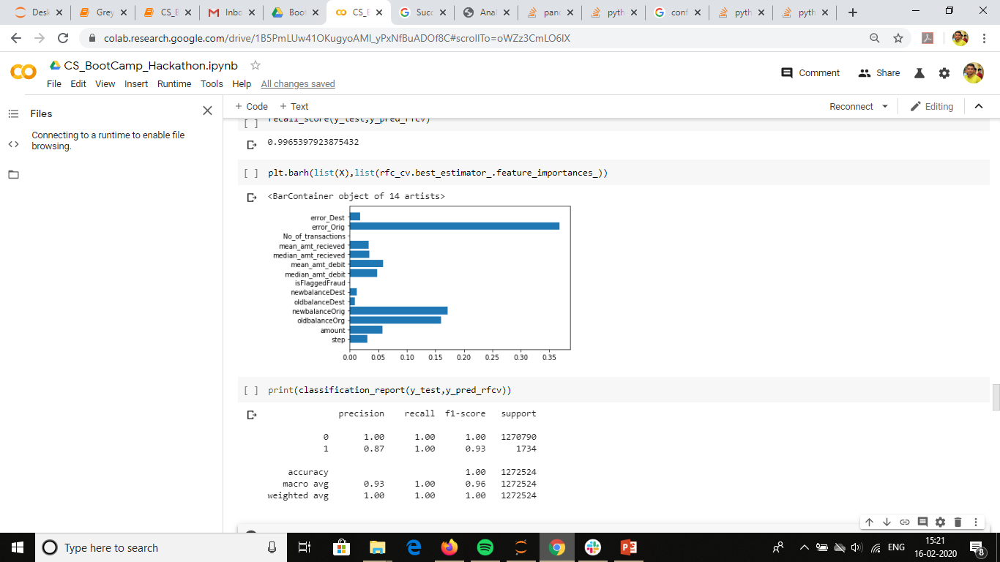 Desk
Grey
CS_E
Inbo
Boot
CS_E
Succ
Anal
panc
pyth
conf
pyth
pyth
colab.research.google.com/drive/1B5PmLUw41OKugyoAMI_yPxNfBuADOf8C#scrollTo=oWZz3CmLO6IX
CS_BootCamp_Hackathon.ipynb
File Edit View Insert Runtime Tools Help All changes saved
Comment Share
Files
Connecting to a runtime to enable file
browsing.
+ Code + Text
Reconnect Editing
[ ] recall_score(y_test,y_pred_rfcv)
0.9965397923875432
[ ] plt.barh(list(X),list(rfc_cv.best_estimator_.feature_importances_))
<BarContainer object of 14 artists>
error_Dest
error_Orig
No_of_transactions
mean_amt_recieved
median_amt_recieved
mean_amt_debit
median_amt_debit
isFlaggedFraud
newbalanceDest
oldbalanceDest
newbalanceOrig
oldbalanceOrg
amount
step
0.00 0.05 0.10 0.15 0.20 0.25 0.30 0.35
[ ] print(classification_report(y_test,y_pred_rfcv))
precision recall f1-score support
0 1.00 1.00 1.00 1270790
1 0.87 1.00 0.93 1734
accuracy 1.00 1272524
macro avg 0.93 1.00 0.96 1272524
weighted avg 1.00 1.00 1.00 1272524
Type here to search
ENG
15:21
16-02-2020
8